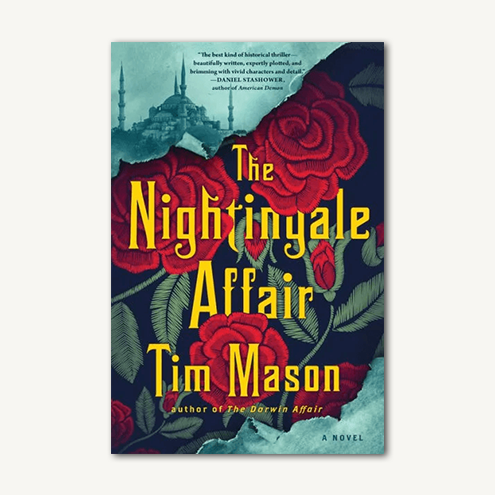 "The best kind of historical thriller—
beautifully written, expertly plotted, and
brimming with vivid characters and detail."
—DANIEL STASHOWER,
author of American Demon
The
Nightingale
Affair
Tim Mason
author of The Darwin Affair
A NOVEL